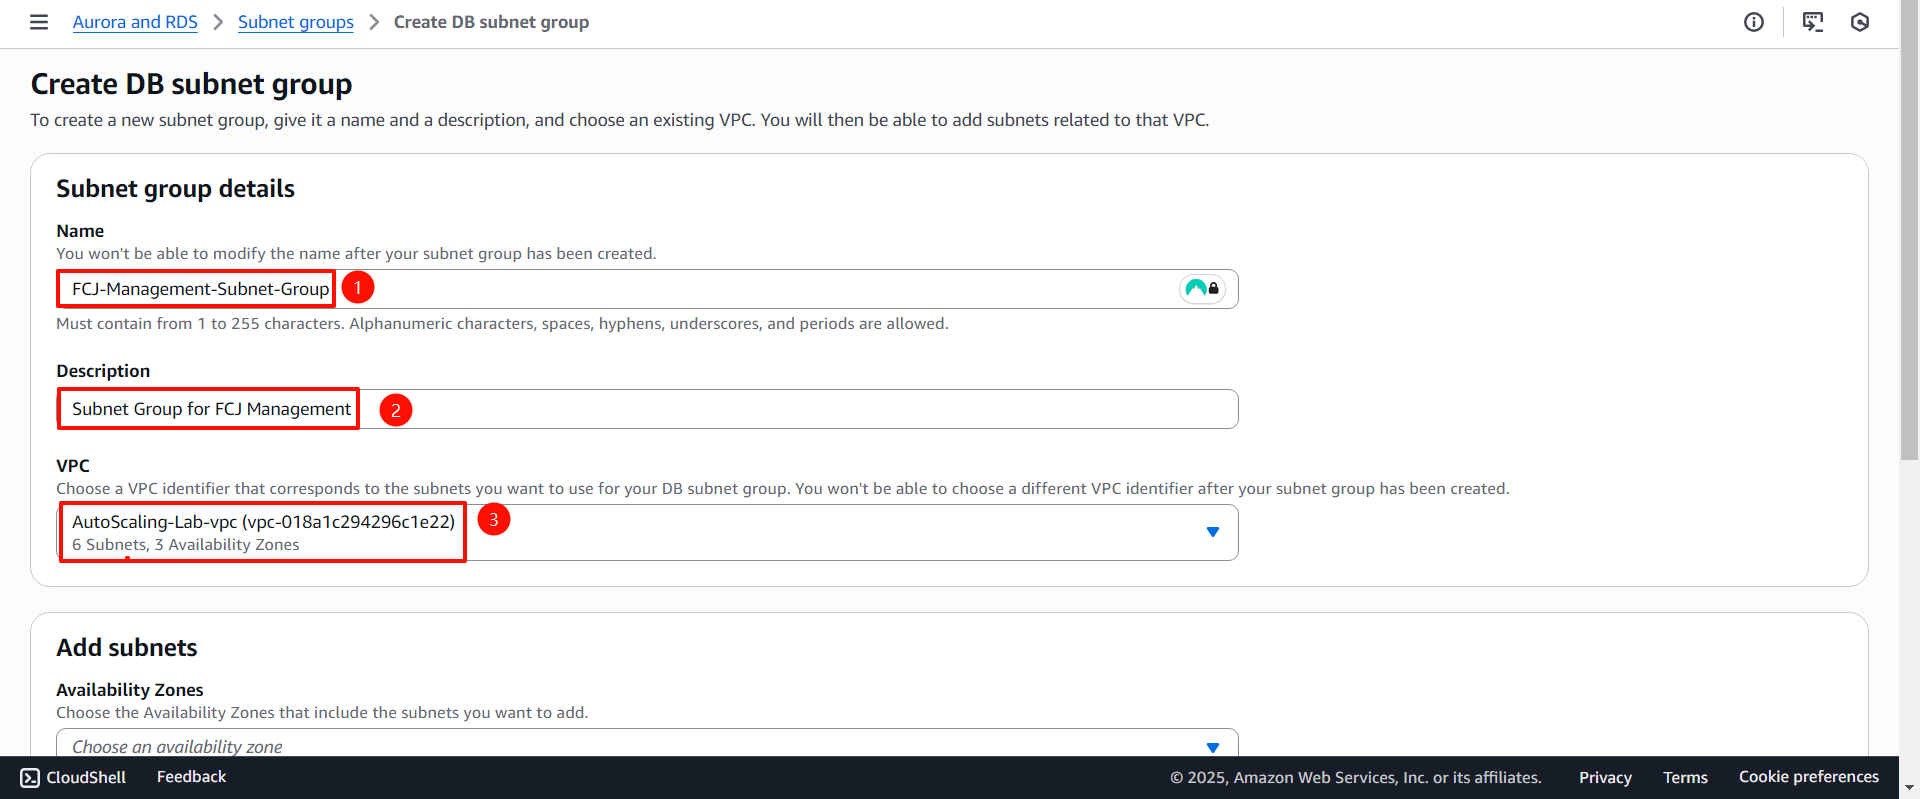 Aurora and RDS > Subnet groups > Create DB subnet group
Create DB subnet group
To create a new subnet group, give it a name and a description, and choose an existing VPC. You will then be able to add subnets related to that VPC.
Subnet group details
Name
You won't be able to modify the name after your subnet group has been created.
FCJ-Management-Subnet-Group 1
Must contain from 1 to 255 characters. Alphanumeric characters, spaces, hyphens, underscores, and periods are allowed.
Description
Subnet Group for FCJ Management 2
VPC
Choose a VPC identifier that corresponds to the subnets you want to use for your DB subnet group. You won't be able to choose a different VPC identifier after your subnet group has been created.
AutoScaling-Lab-vpc (vpc-018a1c294296c1e22) 3
6 Subnets, 3 Availability Zones
Add subnets
Availability Zones
Choose the Availability Zones that include the subnets you want to add.
Choose an availability zone
CloudShell Feedback © 2025, Amazon Web Services, Inc. or its affiliates. Privacy Terms Cookie preferences